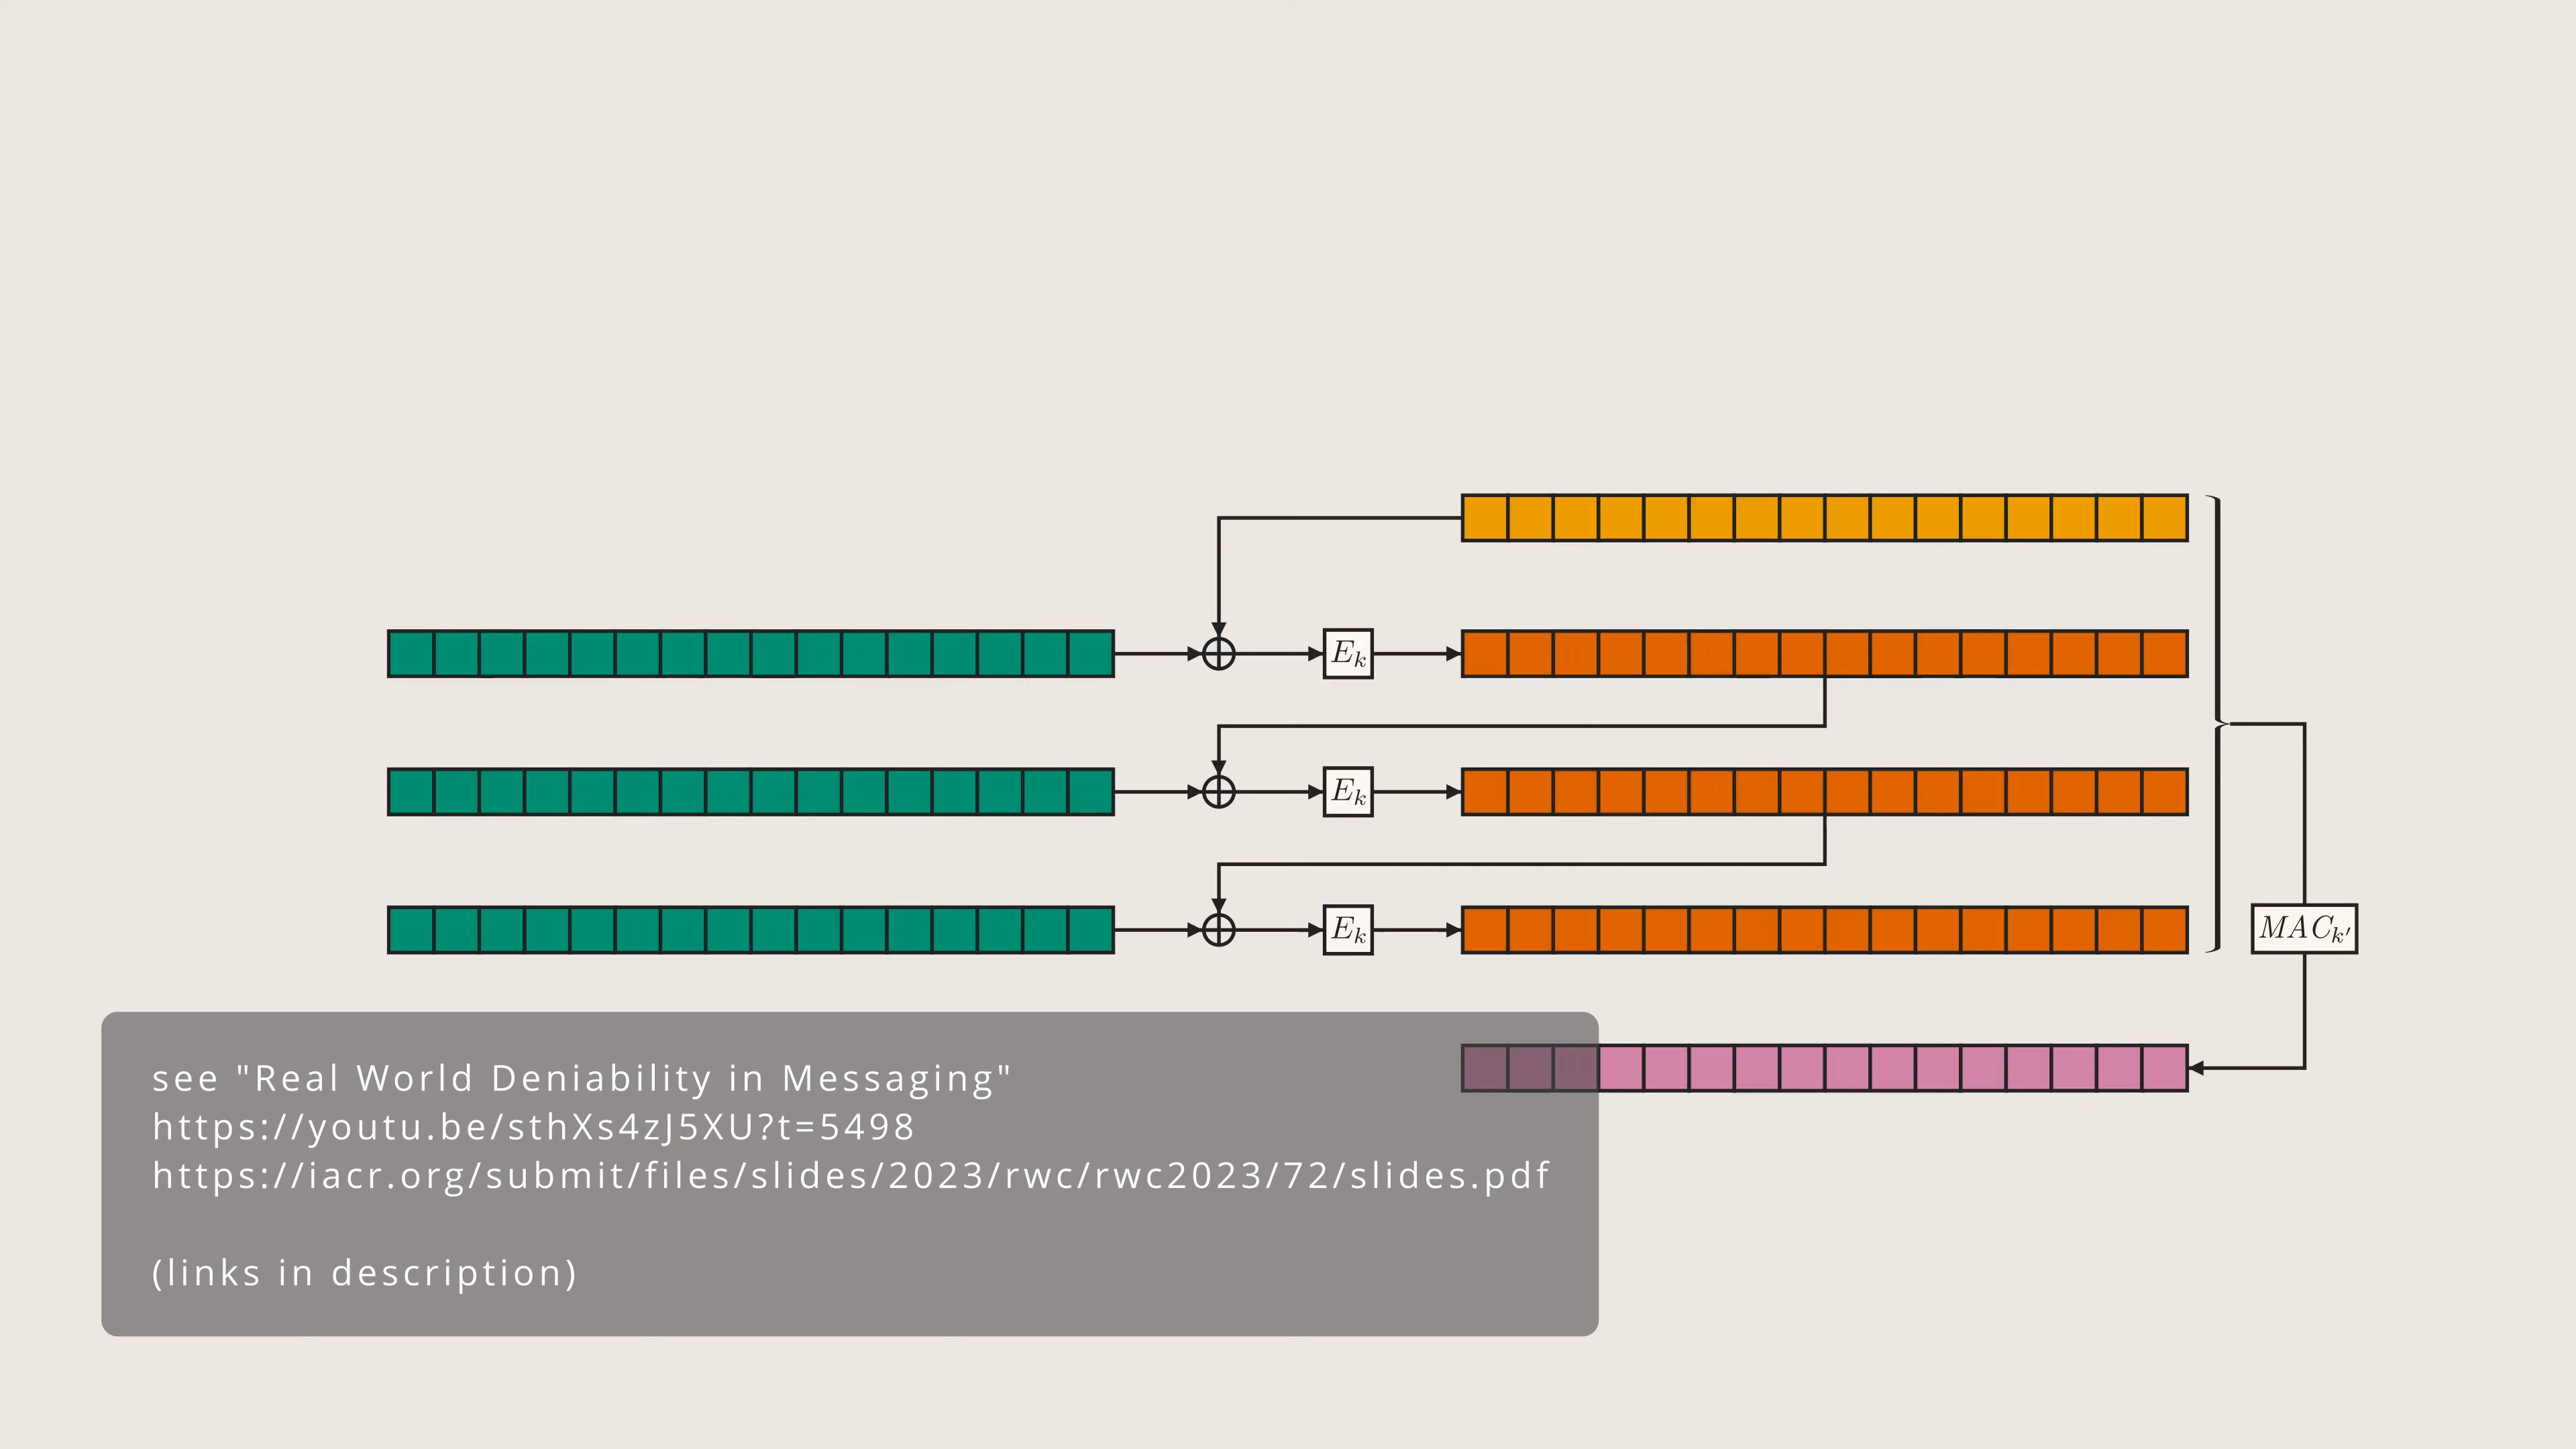 E_k
E_k
E_k
MAC_{k'}
see "Real World Deniability in Messaging"
https://youtu.be/sthXs4zJ5XU?t=5498
https://iacr.org/submit/files/slides/2023/rwc/rwc2023/72/slides.pdf
(links in description)